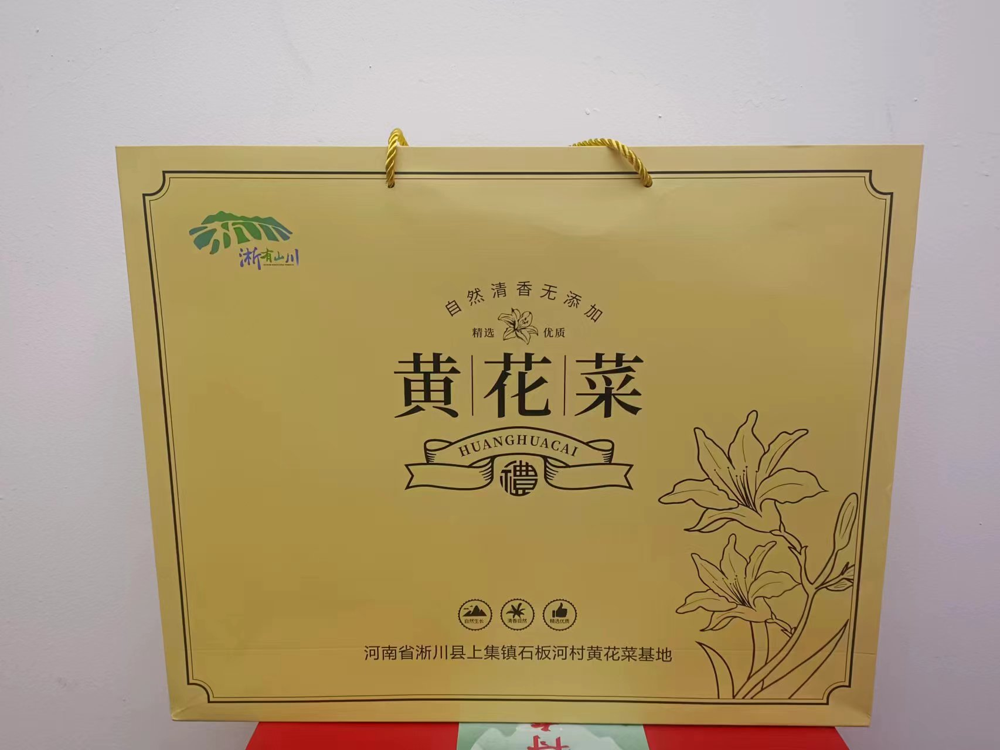 淅有山川
自然清香无添加
精选 优质
黄花菜
HUANGHUACAI
禮
自然生长 清香自然 精选优质
河南省淅川县上集镇石板河村黄花菜基地